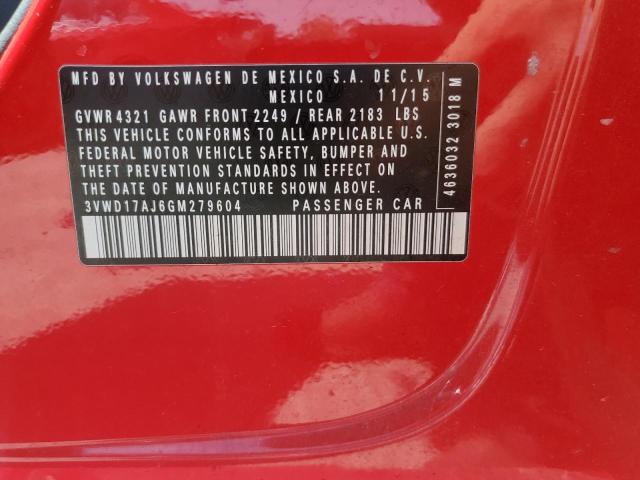 MFD BY VOLKSWAGEN DE MEXICO S.A. DE C.V.
MEXICO 11/15
GVWR 4321 GAWR FRONT 2249 / REAR 2183 LBS
THIS VEHICLE CONFORMS TO ALL APPLICABLE U.S.
FEDERAL MOTOR VEHICLE SAFETY, BUMPER AND
THEFT PREVENTION STANDARDS IN EFFECT ON
THE DATE OF MANUFACTURE SHOWN ABOVE.
3VWD17AJ6GM279604 PASSENGER CAR
4636032 3018 M